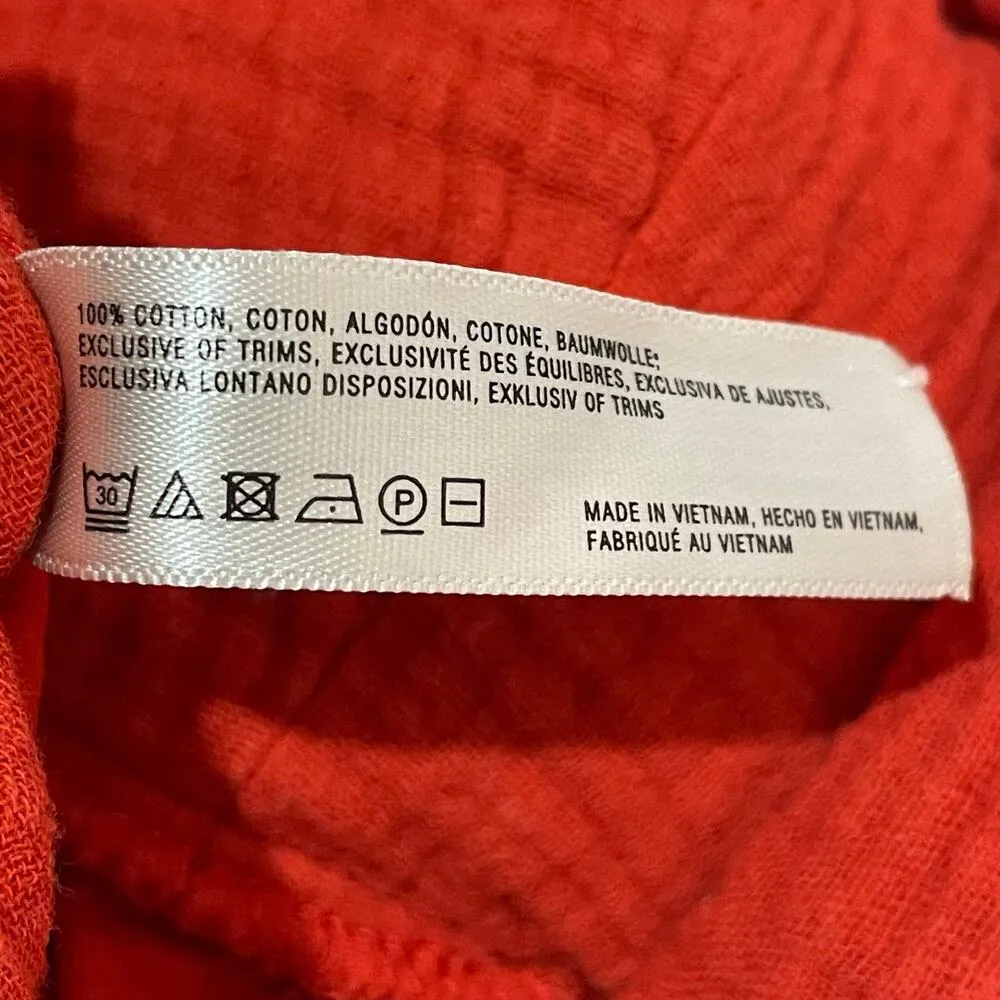 100% COTTON, COTON, ALGODÓN, COTONE, BAUMWOLLE;
EXCLUSIVE OF TRIMS, EXCLUSIVITÉ DES ÉQUILIBRES, EXCLUSIVA DE AJUSTES,
ESCLUSIVA LONTANO DISPOSIZIONI, EXKLUSIV OF TRIMS
30
P
MADE IN VIETNAM, HECHO EN VIETNAM,
FABRIQUÉ AU VIETNAM